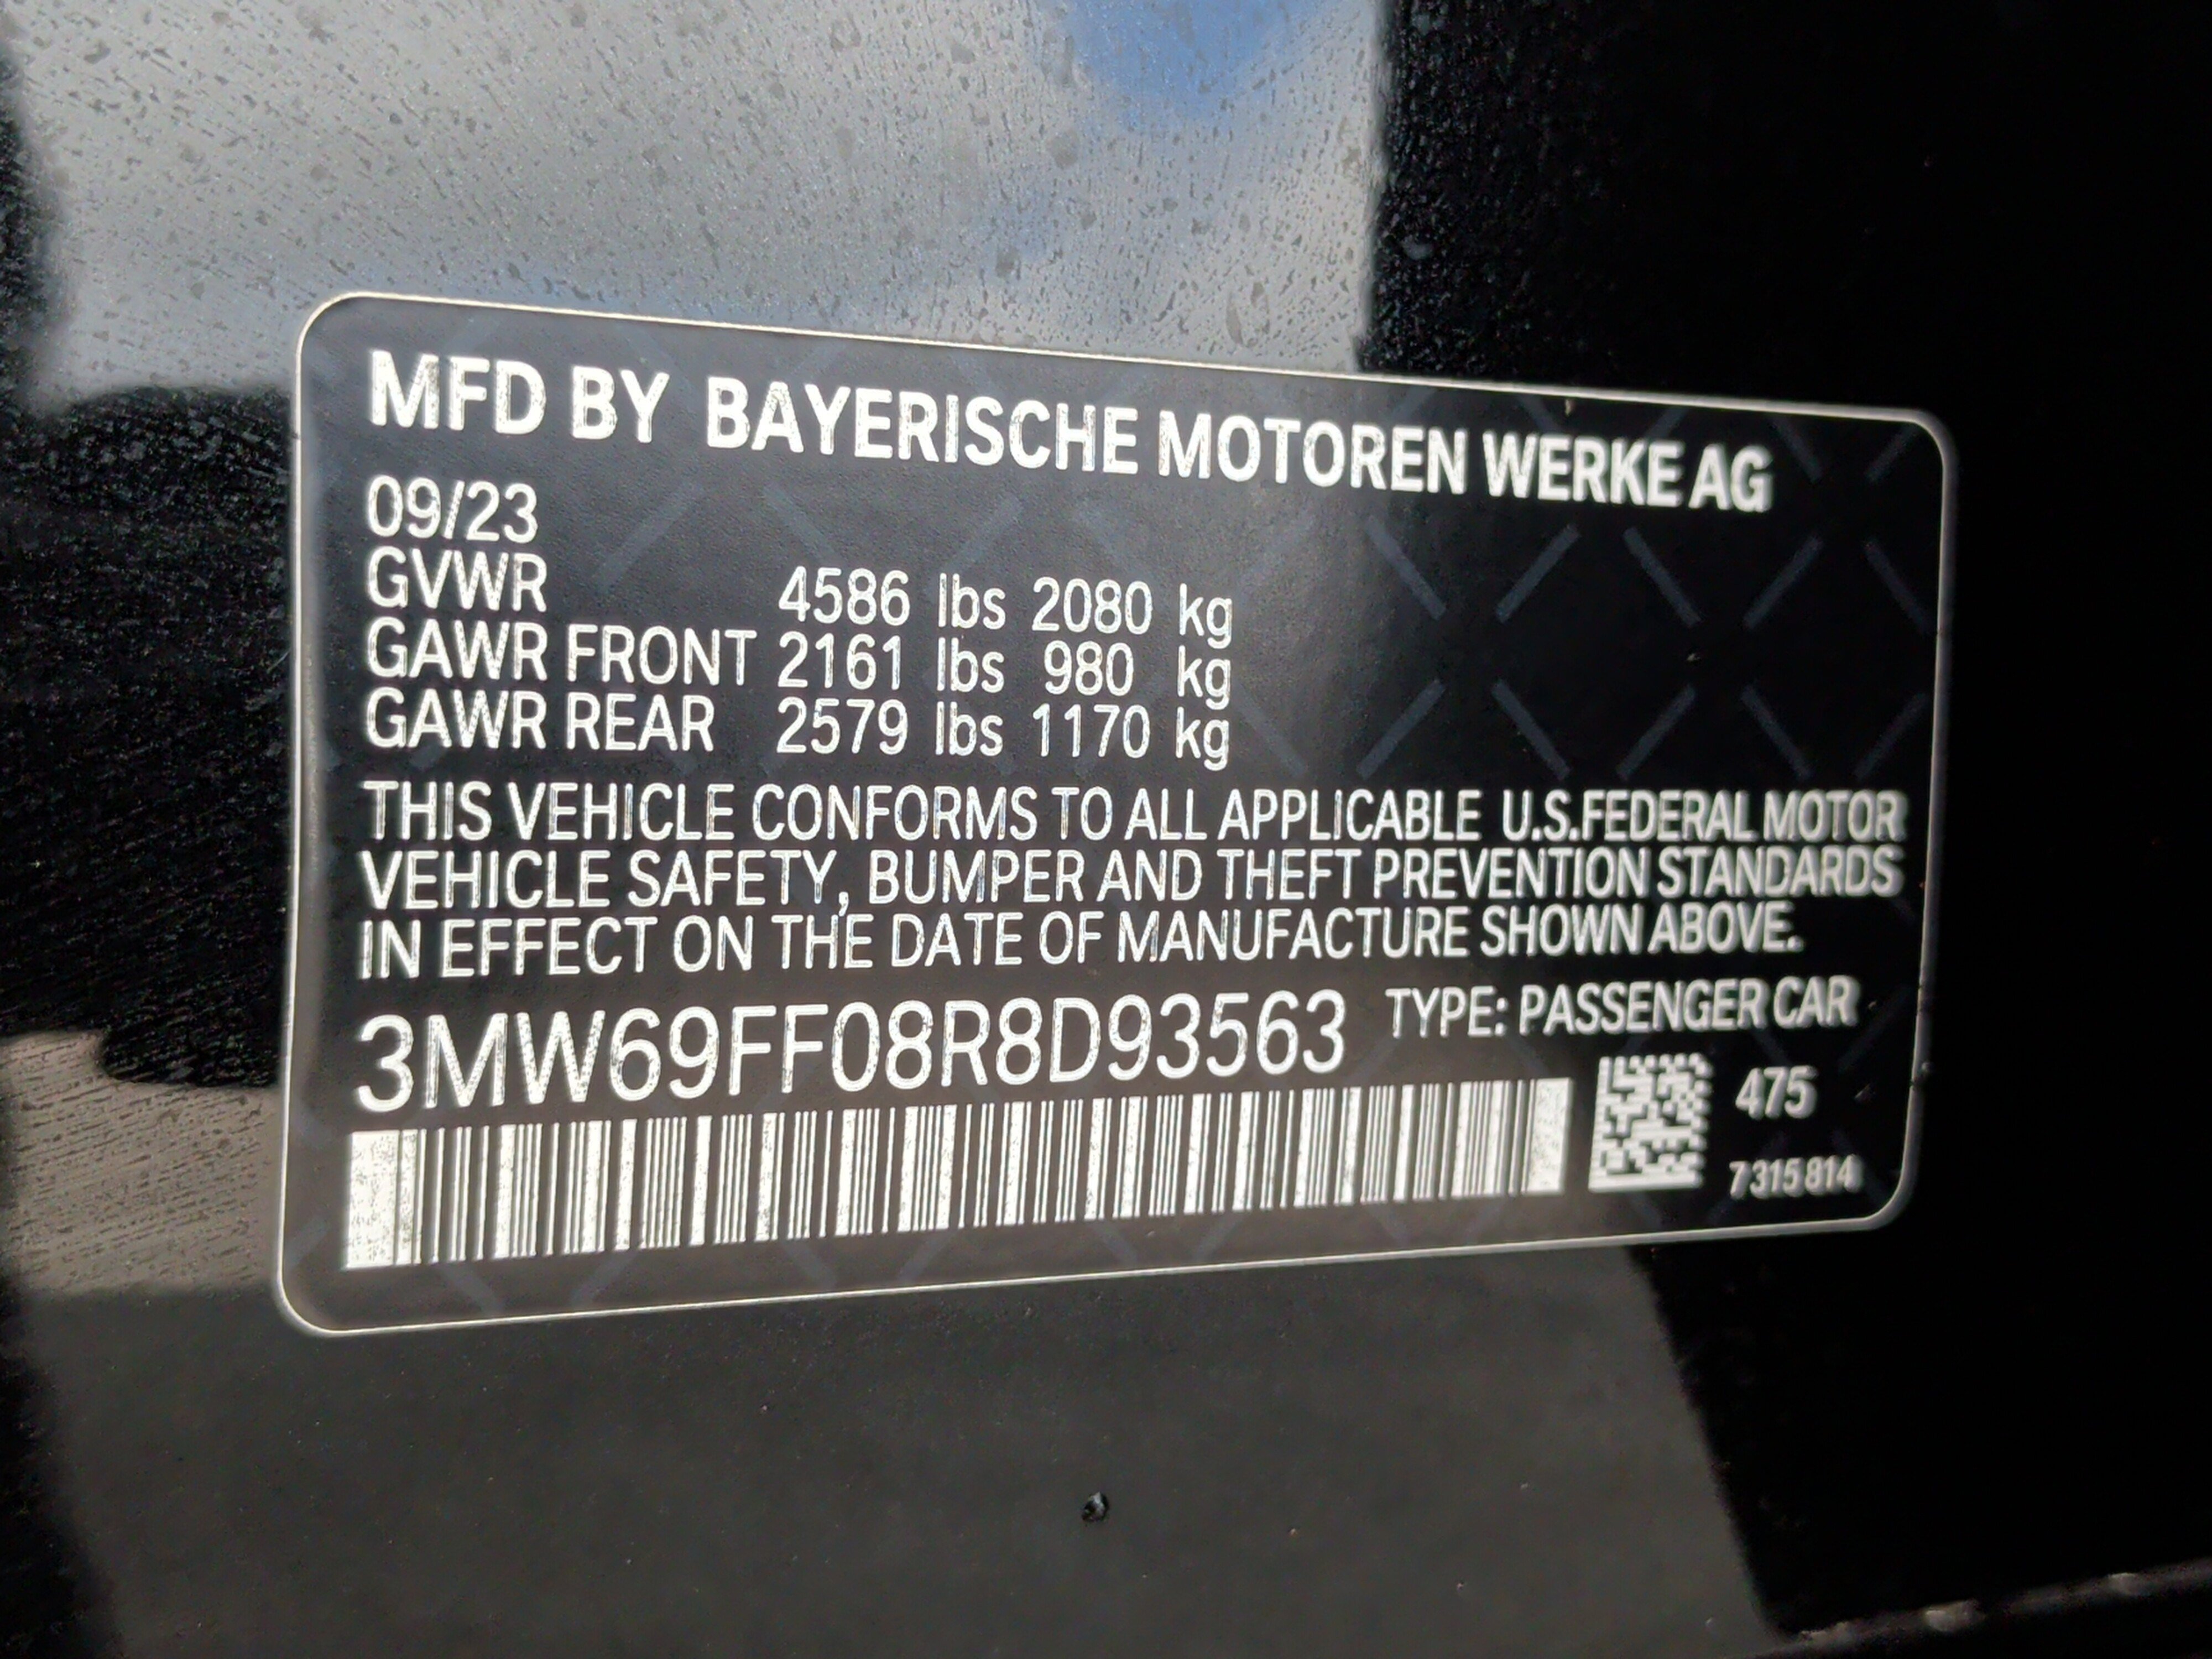 MFD BY BAYERISCHE MOTOREN WERKE AG
09/23
GVWR 4586 lbs 2080 kg
GAWR FRONT 2161 lbs 980 kg
GAWR REAR 2579 lbs 1170 kg
THIS VEHICLE CONFORMS TO ALL APPLICABLE U.S.FEDERAL MOTOR
VEHICLE SAFETY, BUMPER AND THEFT PREVENTION STANDARDS
IN EFFECT ON THE DATE OF MANUFACTURE SHOWN ABOVE.
3MW69FF08R8D93563 TYPE: PASSENGER CAR
475
7315814